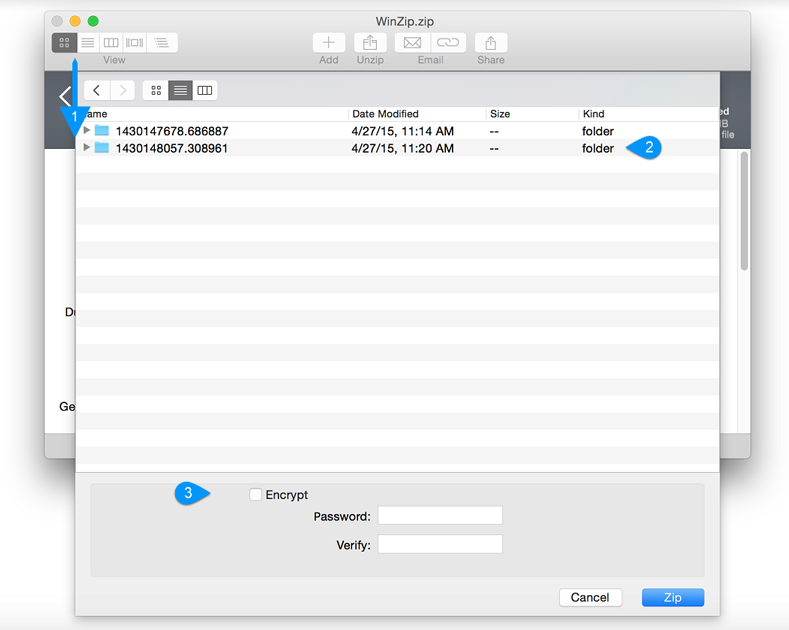 WinZip.zip
View
Add Unzip Email Share
1
ame Date Modified Size Kind
1430147678.686887 4/27/15, 11:14 AM -- folder
1430148057.308961 4/27/15, 11:20 AM -- folder
2
ed
file
Ge
3
Encrypt
Password:
Verify:
Cancel Zip